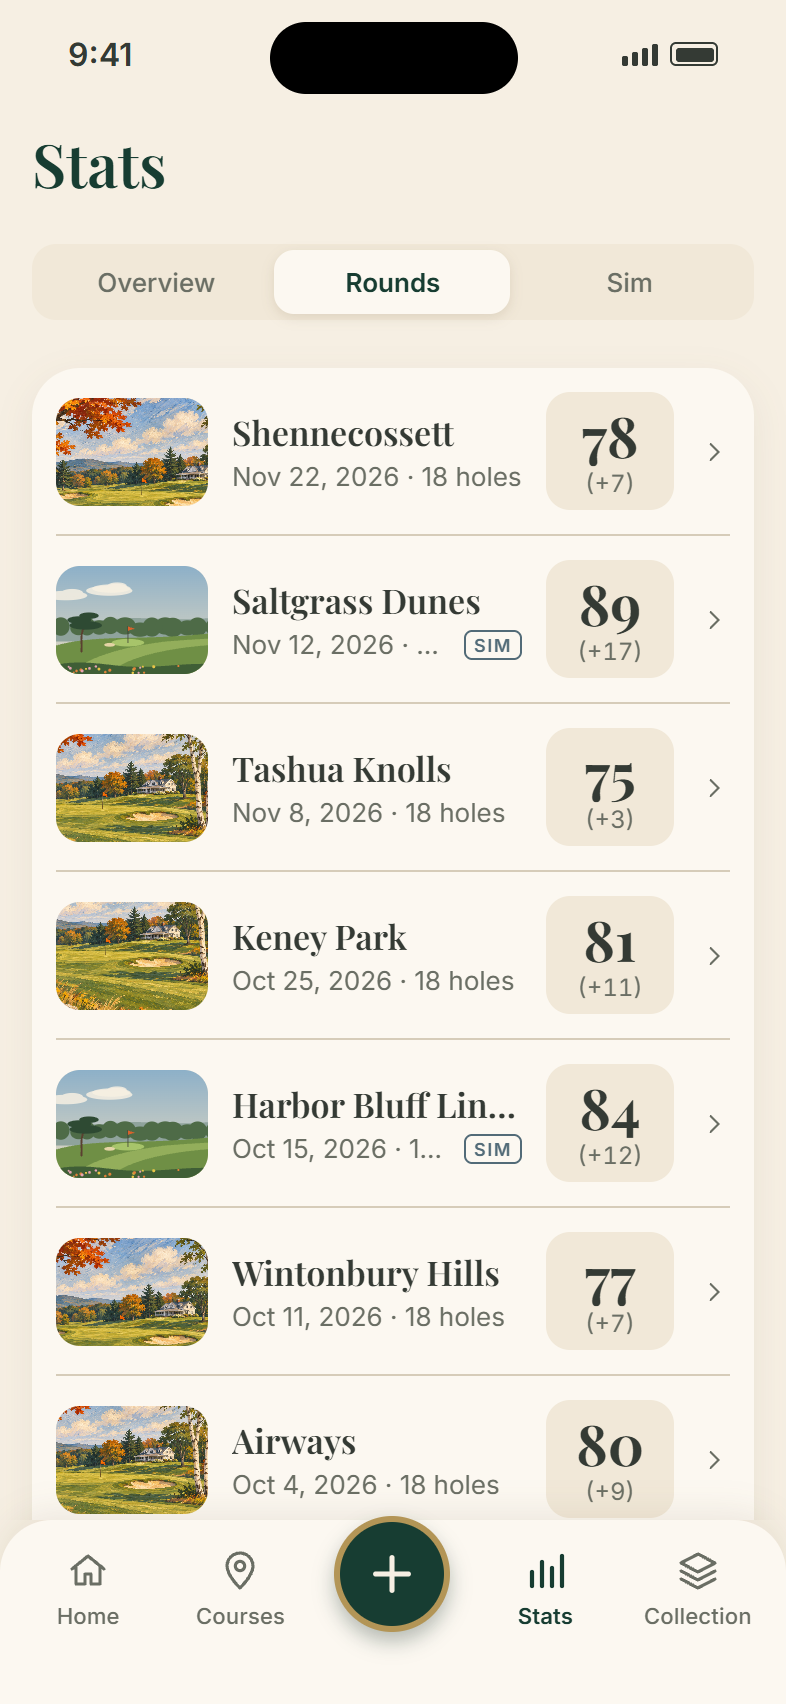 9:41
Stats
Overview Rounds Sim
Shennecossett
Nov 22, 2026 · 18 holes
78
(+7)
Saltgrass Dunes
Nov 12, 2026 · ... SIM
89
(+17)
Tashua Knolls
Nov 8, 2026 · 18 holes
75
(+3)
Keney Park
Oct 25, 2026 · 18 holes
81
(+11)
Harbor Bluff Lin...
Oct 15, 2026 · 1... SIM
84
(+12)
Wintonbury Hills
Oct 11, 2026 · 18 holes
77
(+7)
Airways
Oct 4, 2026 · 18 holes
80
(+9)
Home Courses Stats Collection